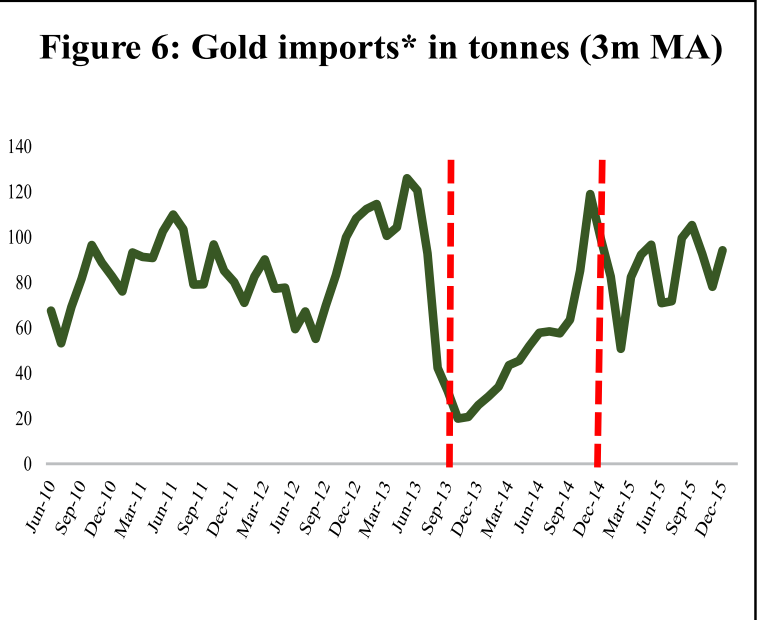 Figure 6: Gold imports* in tonnes (3m MA)
140
120
100
80
60
40
20
0
Jun-10
Sep-10
Dec-10
Mar-11
Jun-11
Sep-11
Dec-11
Mar-12
Jun-12
Sep-12
Dec-12
Mar-13
Jun-13
Sep-13
Dec-13
Mar-14
Jun-14
Sep-14
Dec-14
Mar-15
Jun-15
Sep-15
Dec-15